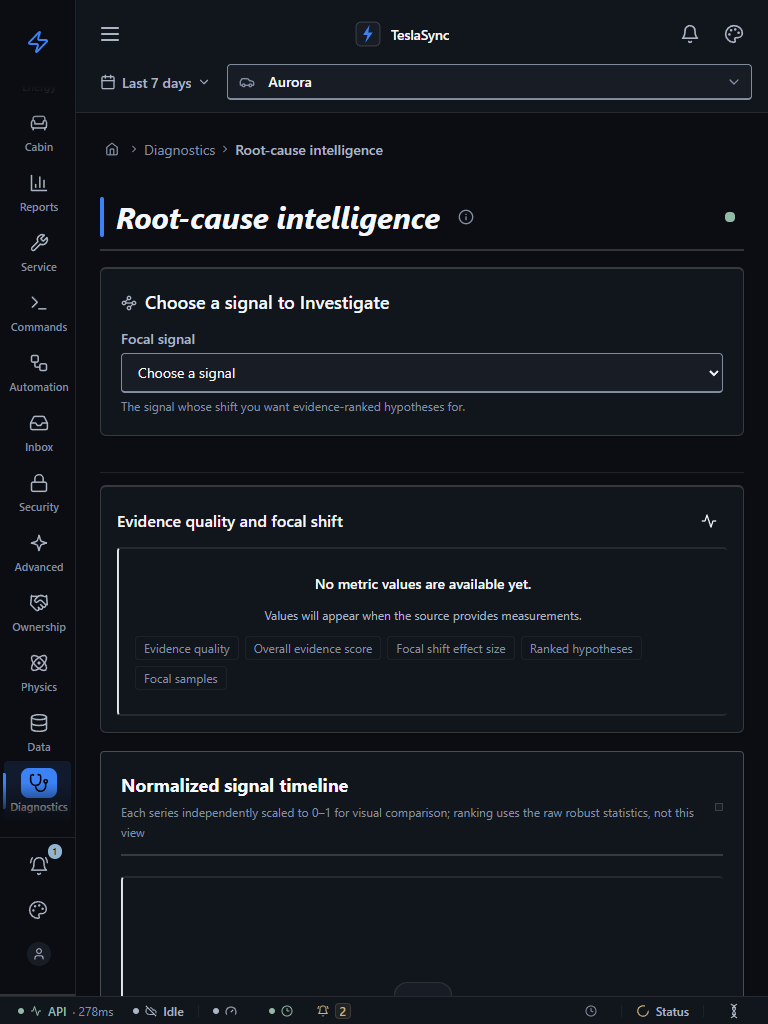 TeslaSync
Last 7 days
Aurora
Cabin
Reports
Service
Commands
Automation
Inbox
Security
Advanced
Ownership
Physics
Data
Diagnostics
1
Diagnostics
Root-cause intelligence
Root-cause intelligence
Choose a signal to Investigate
Focal signal
Choose a signal
The signal whose shift you want evidence-ranked hypotheses for.
Evidence quality and focal shift
No metric values are available yet.
Values will appear when the source provides measurements.
Evidence quality
Overall evidence score
Focal shift effect size
Ranked hypotheses
Focal samples
Normalized signal timeline
Each series independently scaled to 0–1 for visual comparison; ranking uses the raw robust statistics, not this
view
API · 278ms
Idle
2
Status